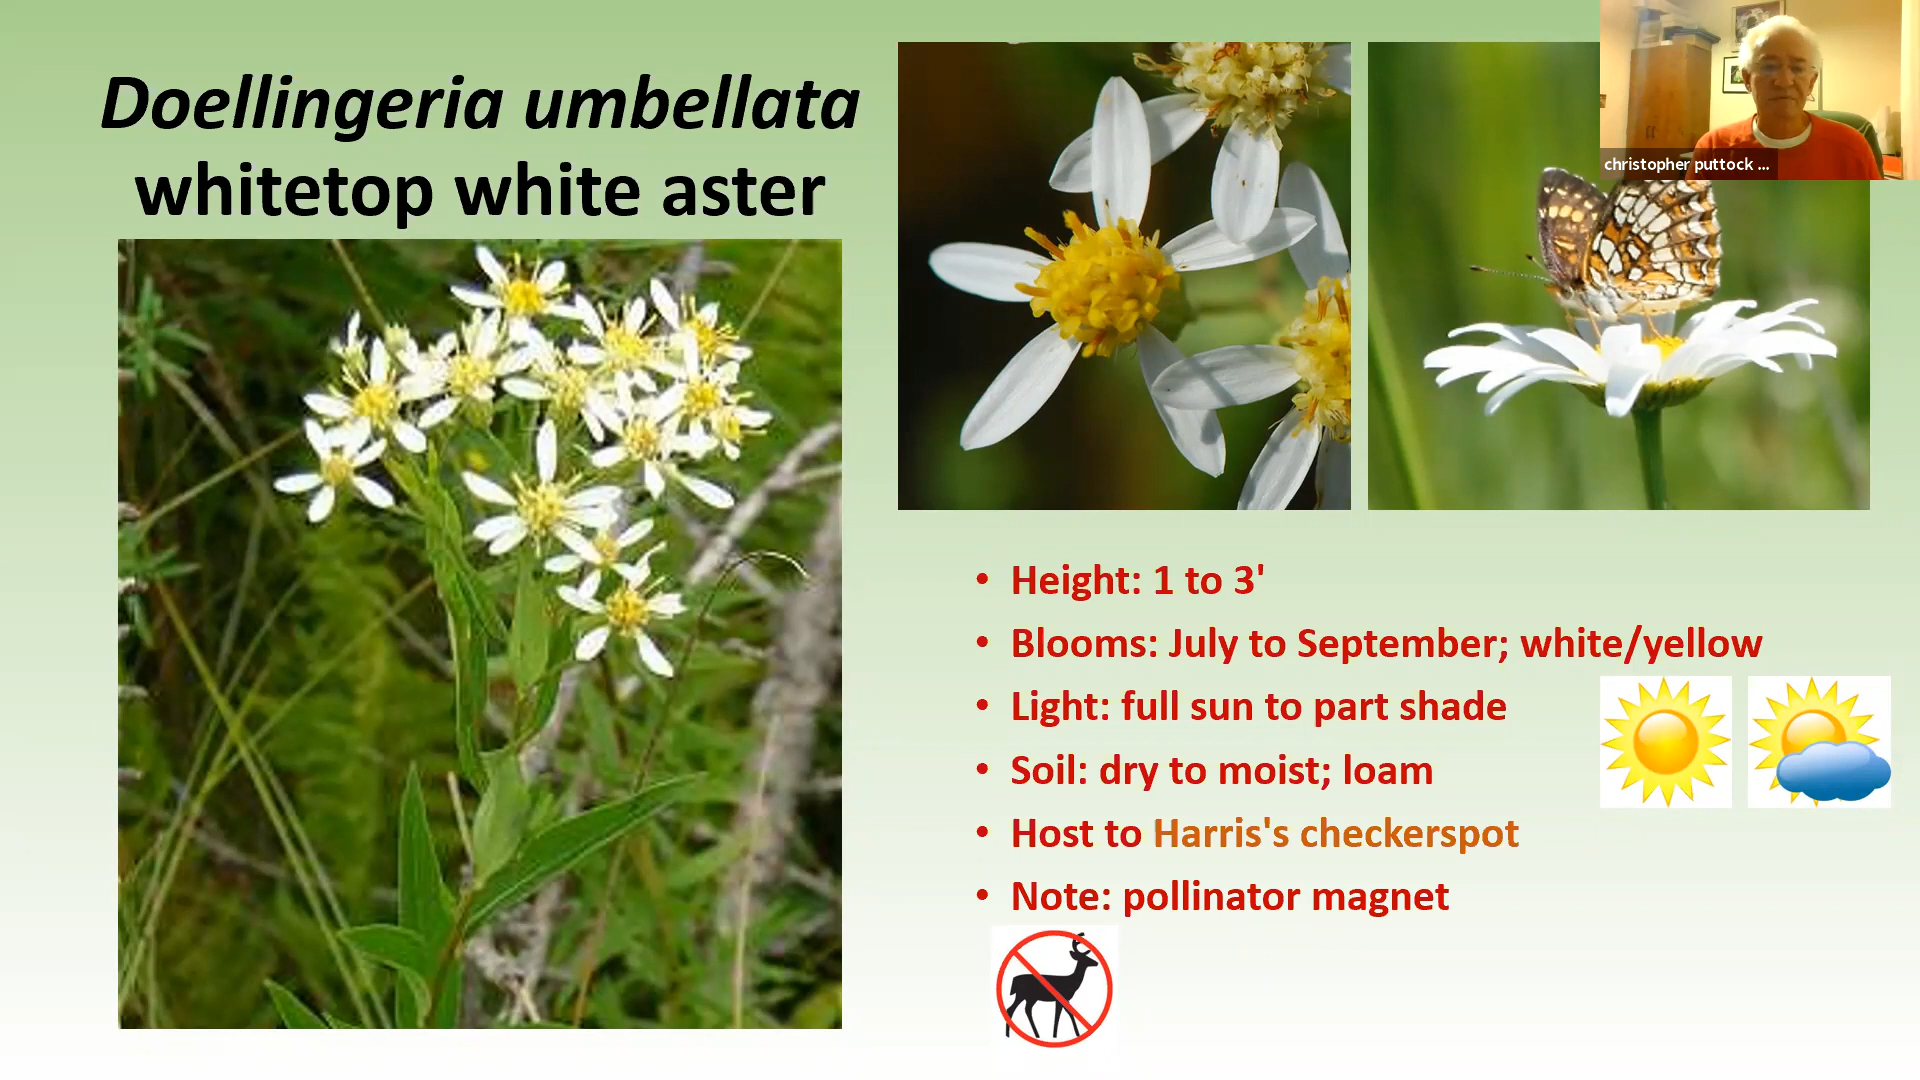 Doellingeria umbellata
whitetop white aster
christopher puttock ...
• Height: 1 to 3'
• Blooms: July to September; white/yellow
• Light: full sun to part shade
• Soil: dry to moist; loam
• Host to Harris's checkerspot
• Note: pollinator magnet